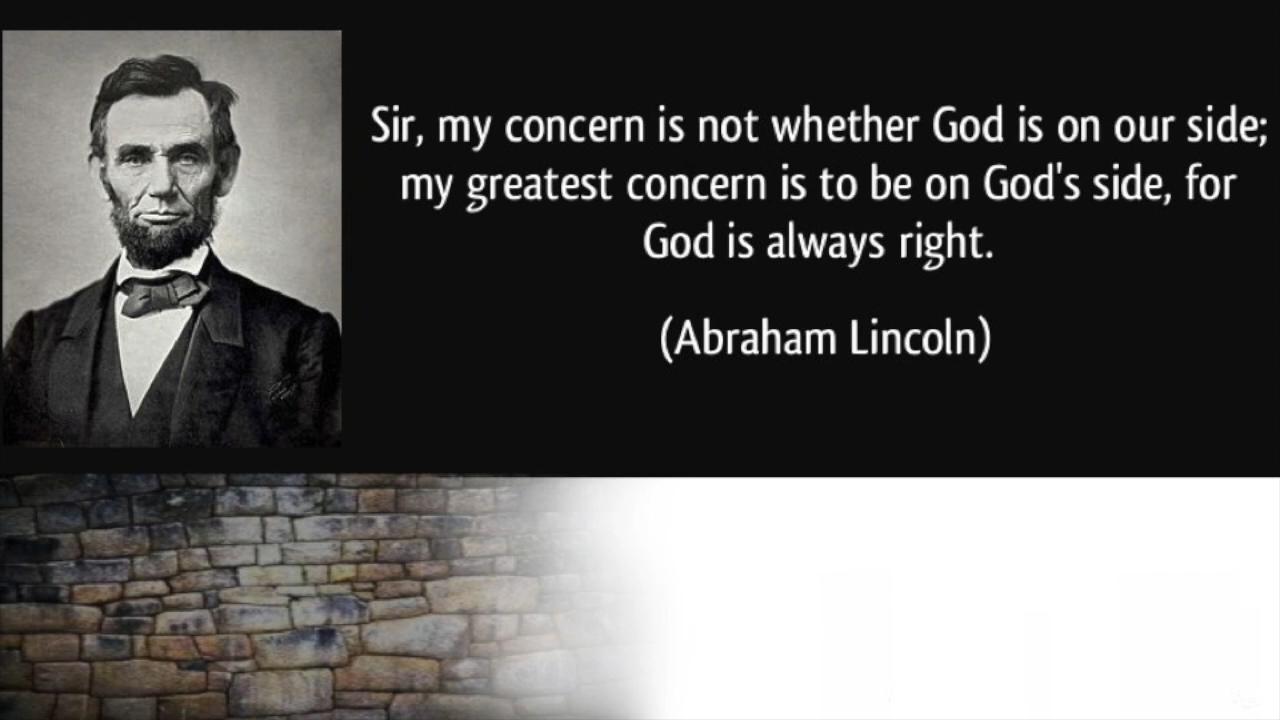 Sir, my concern is not whether God is on our side;
my greatest concern is to be on God's side, for
God is always right.
(Abraham Lincoln)